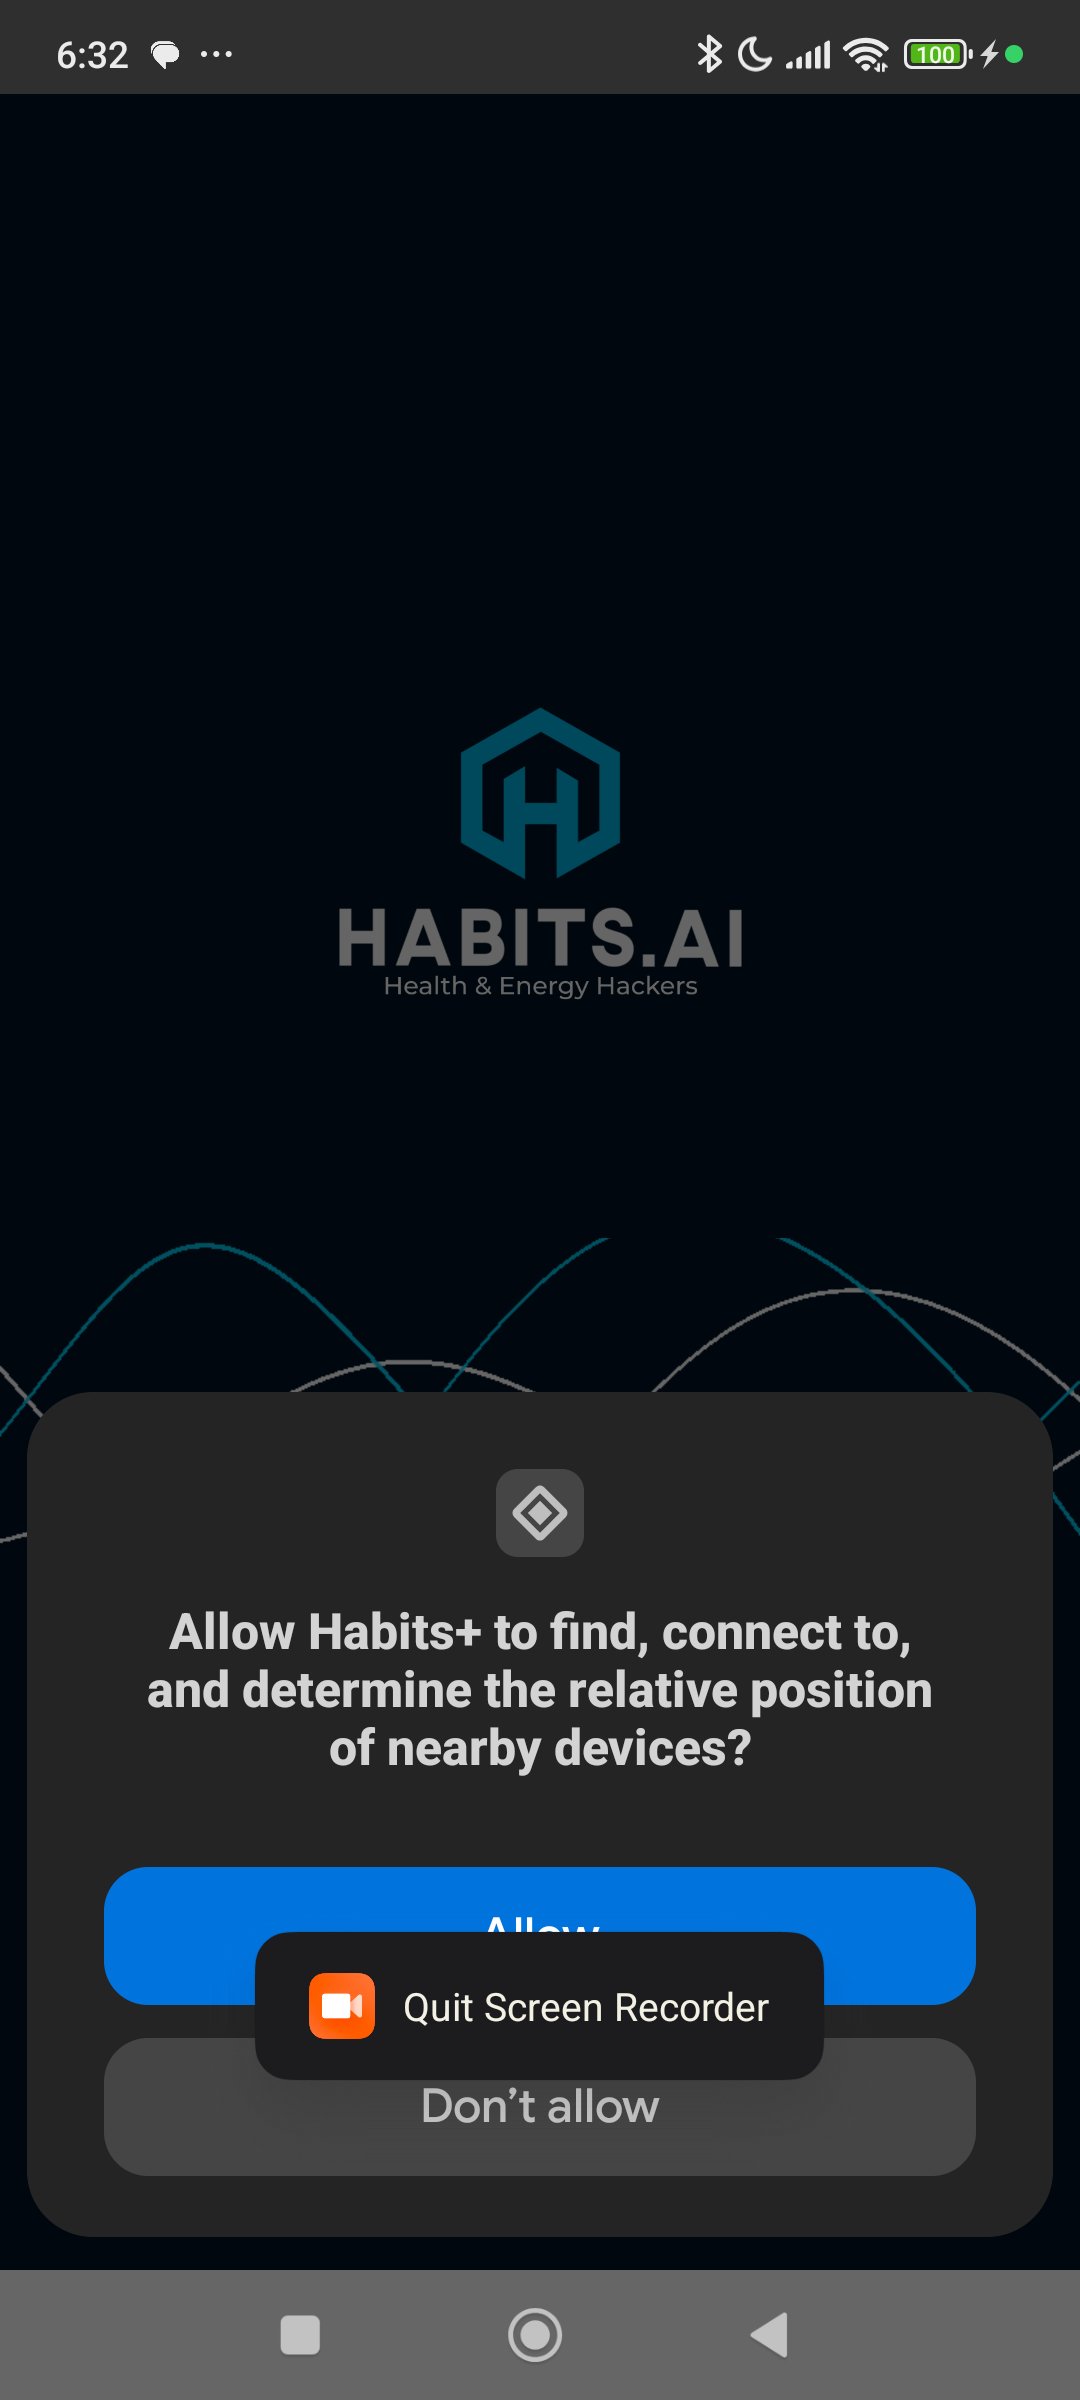 6:32
100
HABITS.AI
Health & Energy Hackers
Allow Habits+ to find, connect to,
and determine the relative position
of nearby devices?
Allow
Quit Screen Recorder
Don’t allow